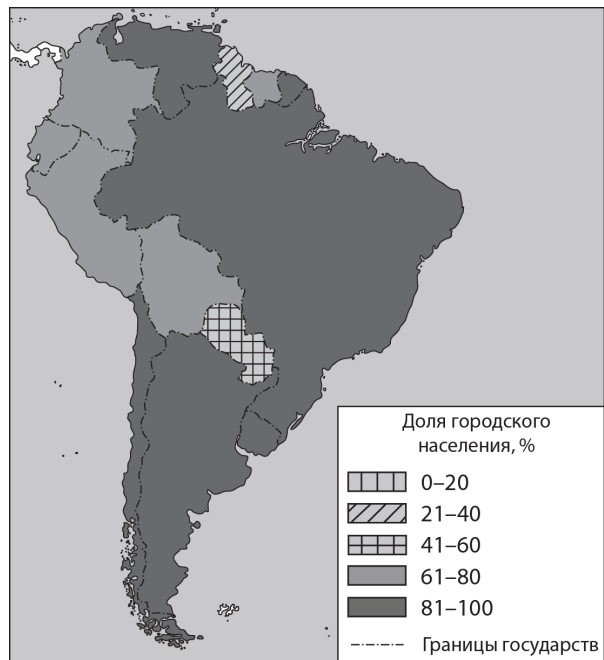 Доля городского
населения, %
0–20
21–40
41–60
61–80
81–100
Границы государств